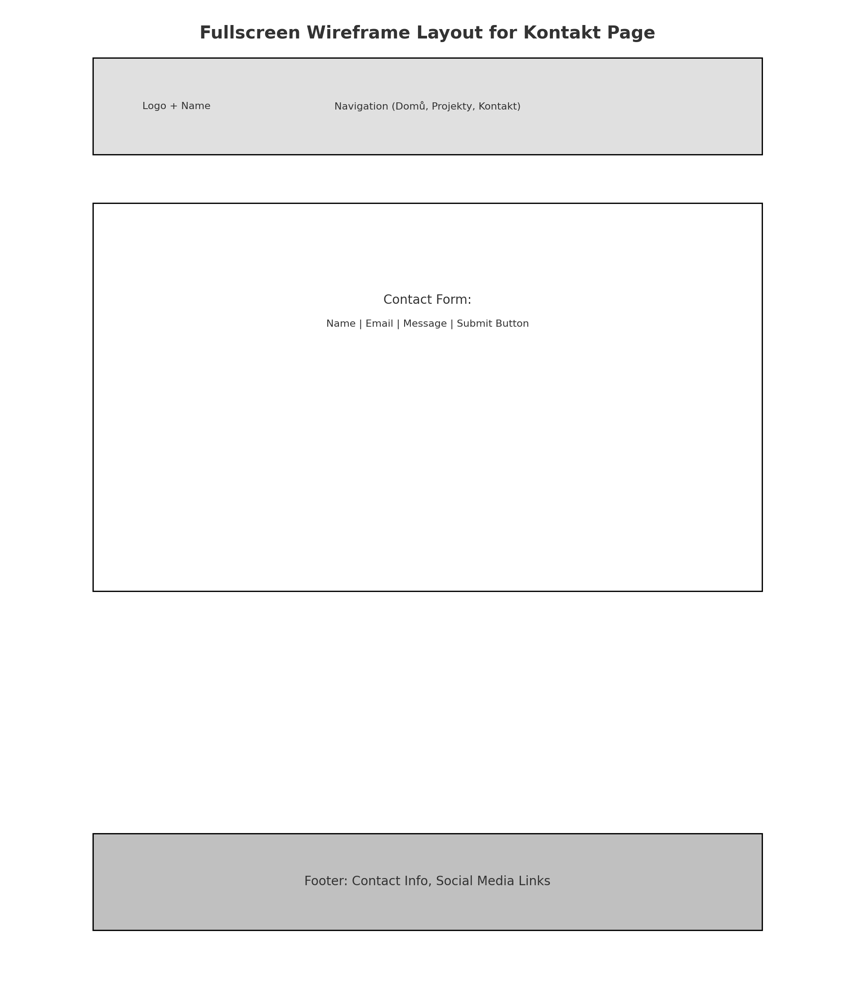 Fullscreen Wireframe Layout for Kontakt Page
Logo + Name
Navigation (Domů, Projekty, Kontakt)
Contact Form:
Name | Email | Message | Submit Button
Footer: Contact Info, Social Media Links